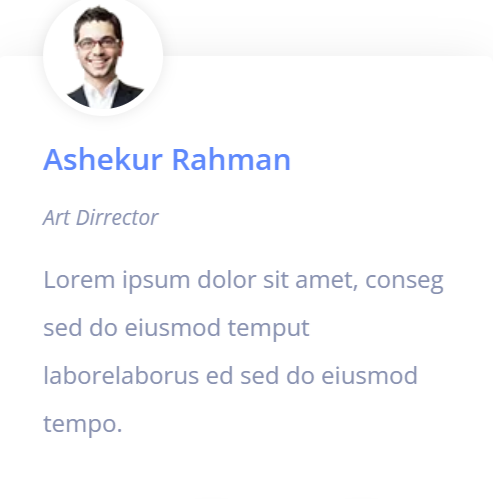 Ashekur Rahman
Art Dirrector
Lorem ipsum dolor sit amet, conseg
sed do eiusmod temput
laborelaborus ed sed do eiusmod
tempo.